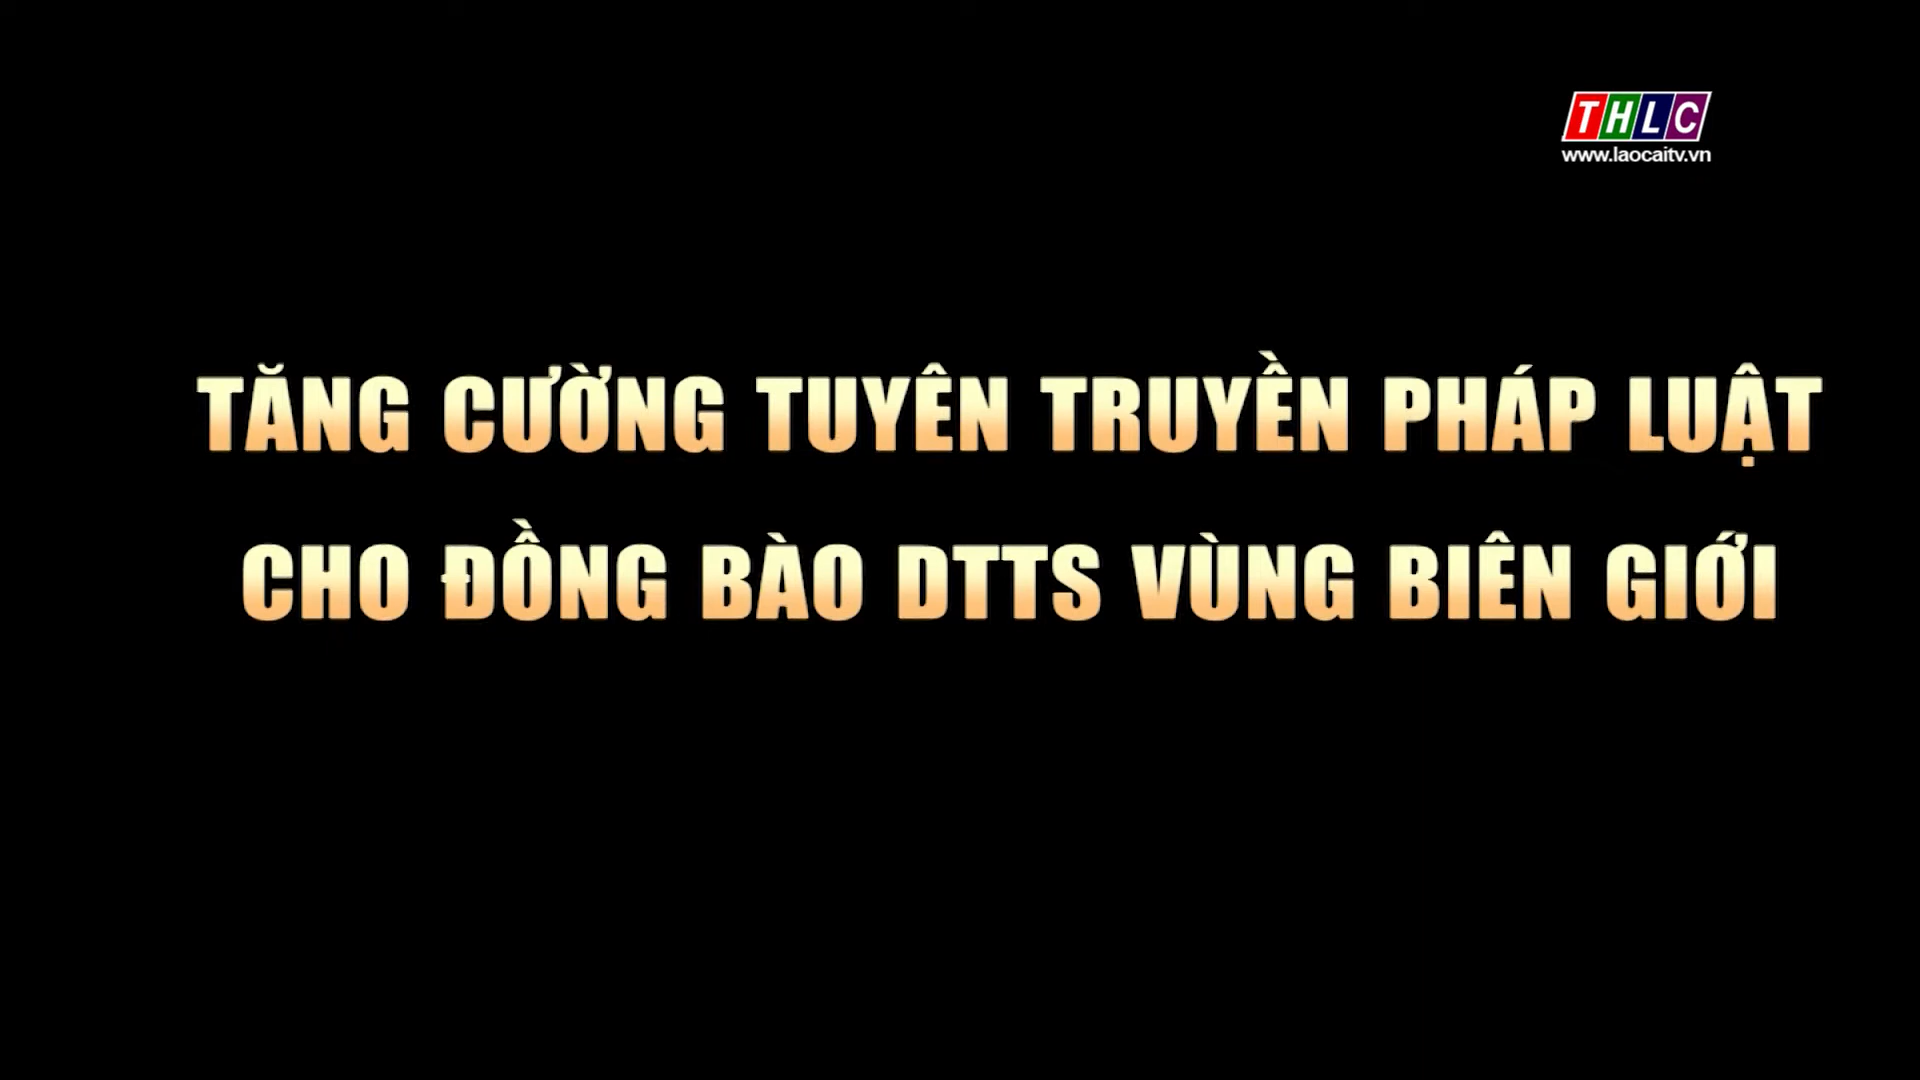 THLC
www.laocaitv.vn
TĂNG CƯỜNG TUYÊN TRUYỀN PHÁP LUẬT
CHO ĐỒNG BÀO DTTS VÙNG BIÊN GIỚI